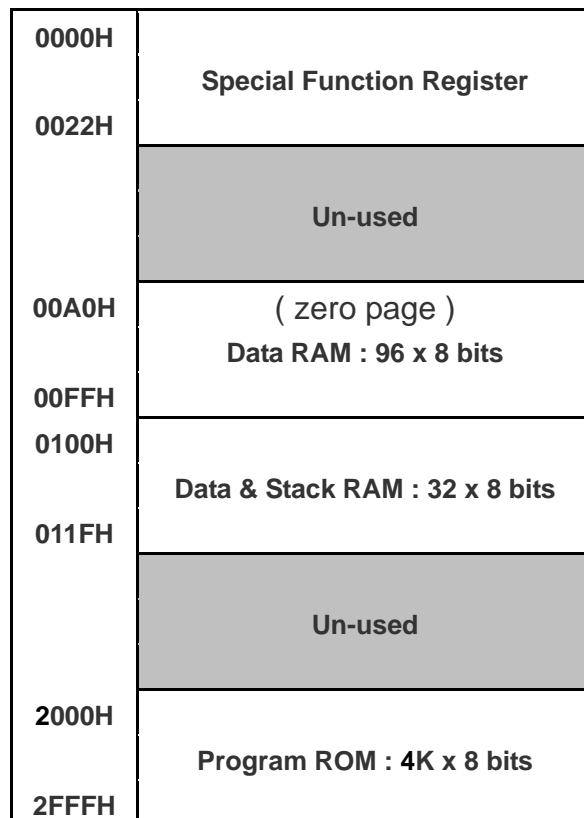 0000H
Special Function Register
0022H
Un-used
00A0H
( zero page )
Data RAM : 96 x 8 bits
00FFH
0100H
Data & Stack RAM : 32 x 8 bits
011FH
Un-used
2000H
Program ROM : 4K x 8 bits
2FFFH